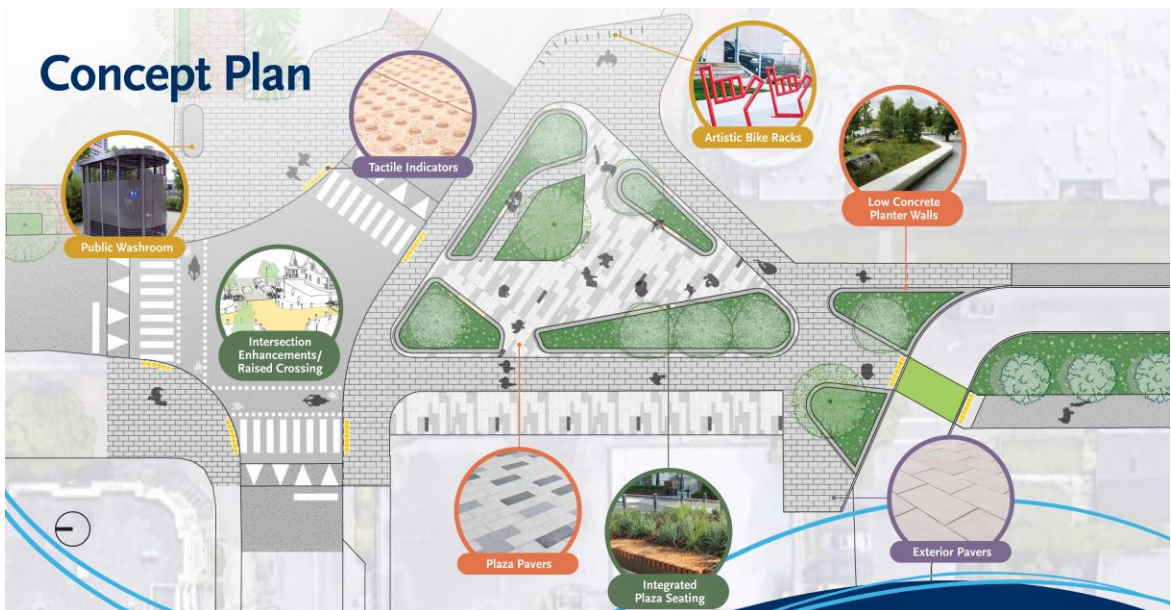 Concept Plan
Tactile Indicators
Artistic Bike Racks
Low Concrete
Planter Walls
Public Washroom
Intersection
Enhancements/
Raised Crossing
Plaza Pavers
Integrated
Plaza Seating
Exterior Pavers